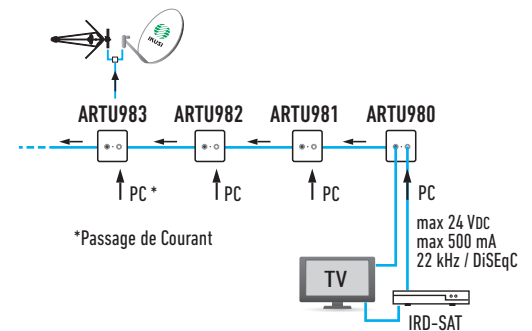 IKUSI
ARTU983 ARTU982 ARTU981 ARTU980
PC * PC PC PC
*Passage de Courant
max 24 VDC
max 500 mA
22 kHz / DiSEqC
TV
IRD-SAT